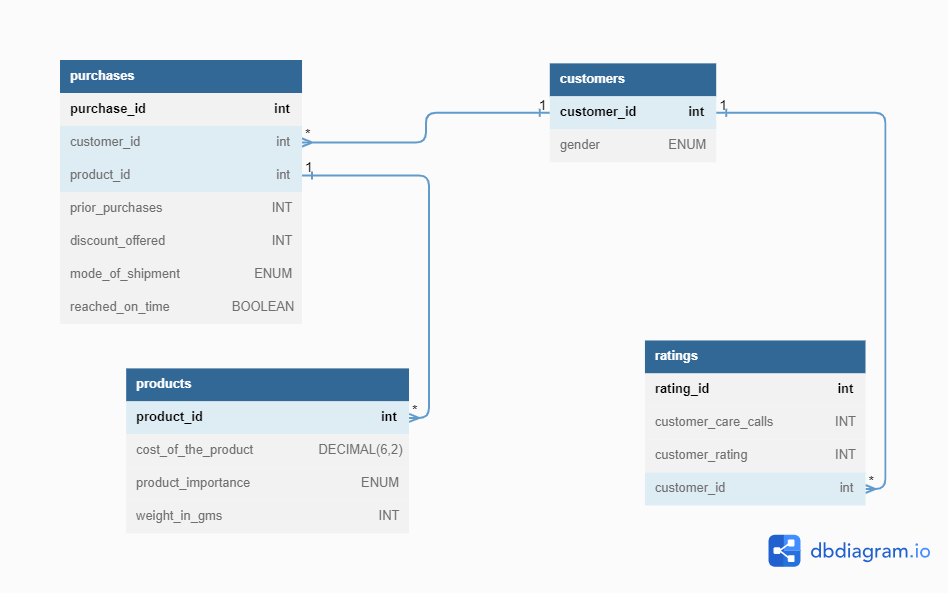 purchases
purchase_id int
customer_id int
product_id int
prior_purchases INT
discount_offered INT
mode_of_shipment ENUM
reached_on_time BOOLEAN
*
1
1
customers
customer_id int
gender ENUM
1
products
product_id int
cost_of_the_product DECIMAL(6,2)
product_importance ENUM
weight_in_gms INT
*
ratings
rating_id int
customer_care_calls INT
customer_rating INT
customer_id int
*
dbdiagram.io